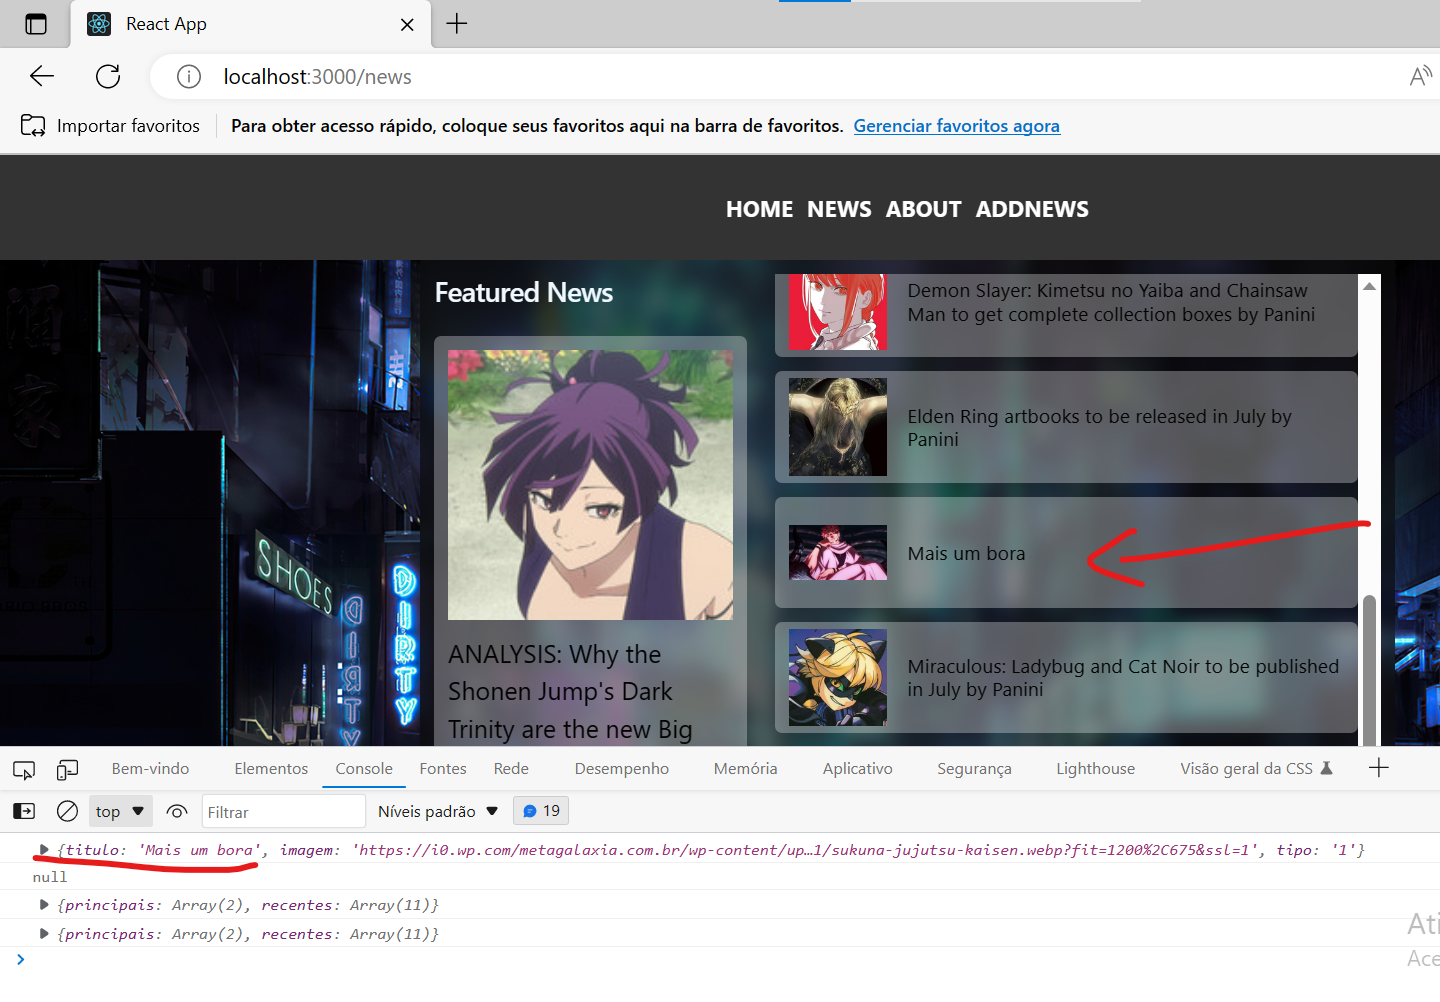 React App
localhost:3000/news
Importar favoritos
Para obter acesso rápido, coloque seus favoritos aqui na barra de favoritos. Gerenciar favoritos agora
HOME NEWS ABOUT ADDNEWS
Featured News
ANALYSIS: Why the
Shonen Jump's Dark
Trinity are the new Big
Demon Slayer: Kimetsu no Yaiba and Chainsaw
Man to get complete collection boxes by Panini
Elden Ring artbooks to be released in July by
Panini
Mais um bora
Miraculous: Ladybug and Cat Noir to be published
in July by Panini
SHOES
DIRTY
DIRTY
Bem-vindo Elementos Console Fontes Rede Desempenho Memória Aplicativo Segurança Lighthouse Visão geral da CSS
top Filtrar Níveis padrão 19
{titulo: 'Mais um bora', imagem: 'https://i0.wp.com/metagalaxia.com.br/wp-content/up…1/sukuna-jujutsu-kaisen.webp?fit=1200%2C675&ssl=1', tipo: '1'}
null
{principais: Array(2), recentes: Array(11)}
{principais: Array(2), recentes: Array(11)}
Ati
Ace